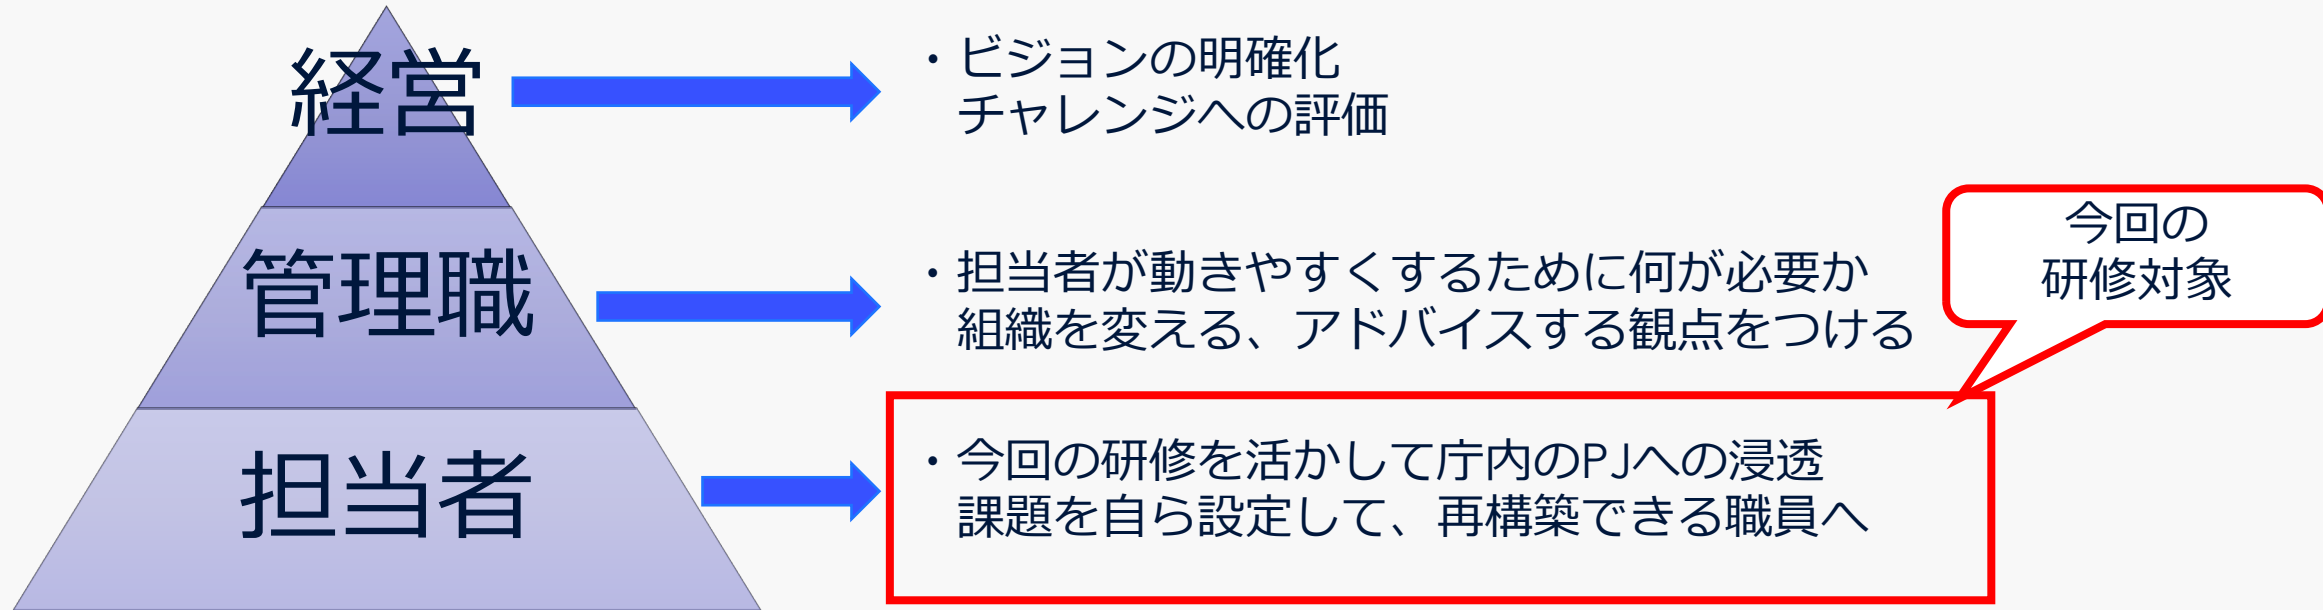 経営
・ビジョンの明確化
チャレンジへの評価
今回の
研修対象
管理職
・担当者が動きやすくするために何が必要か
組織を変える、アドバイスする観点をつける
担当者
・今回の研修を活かして庁内のPJへの浸透
課題を自ら設定して、再構築できる職員へ